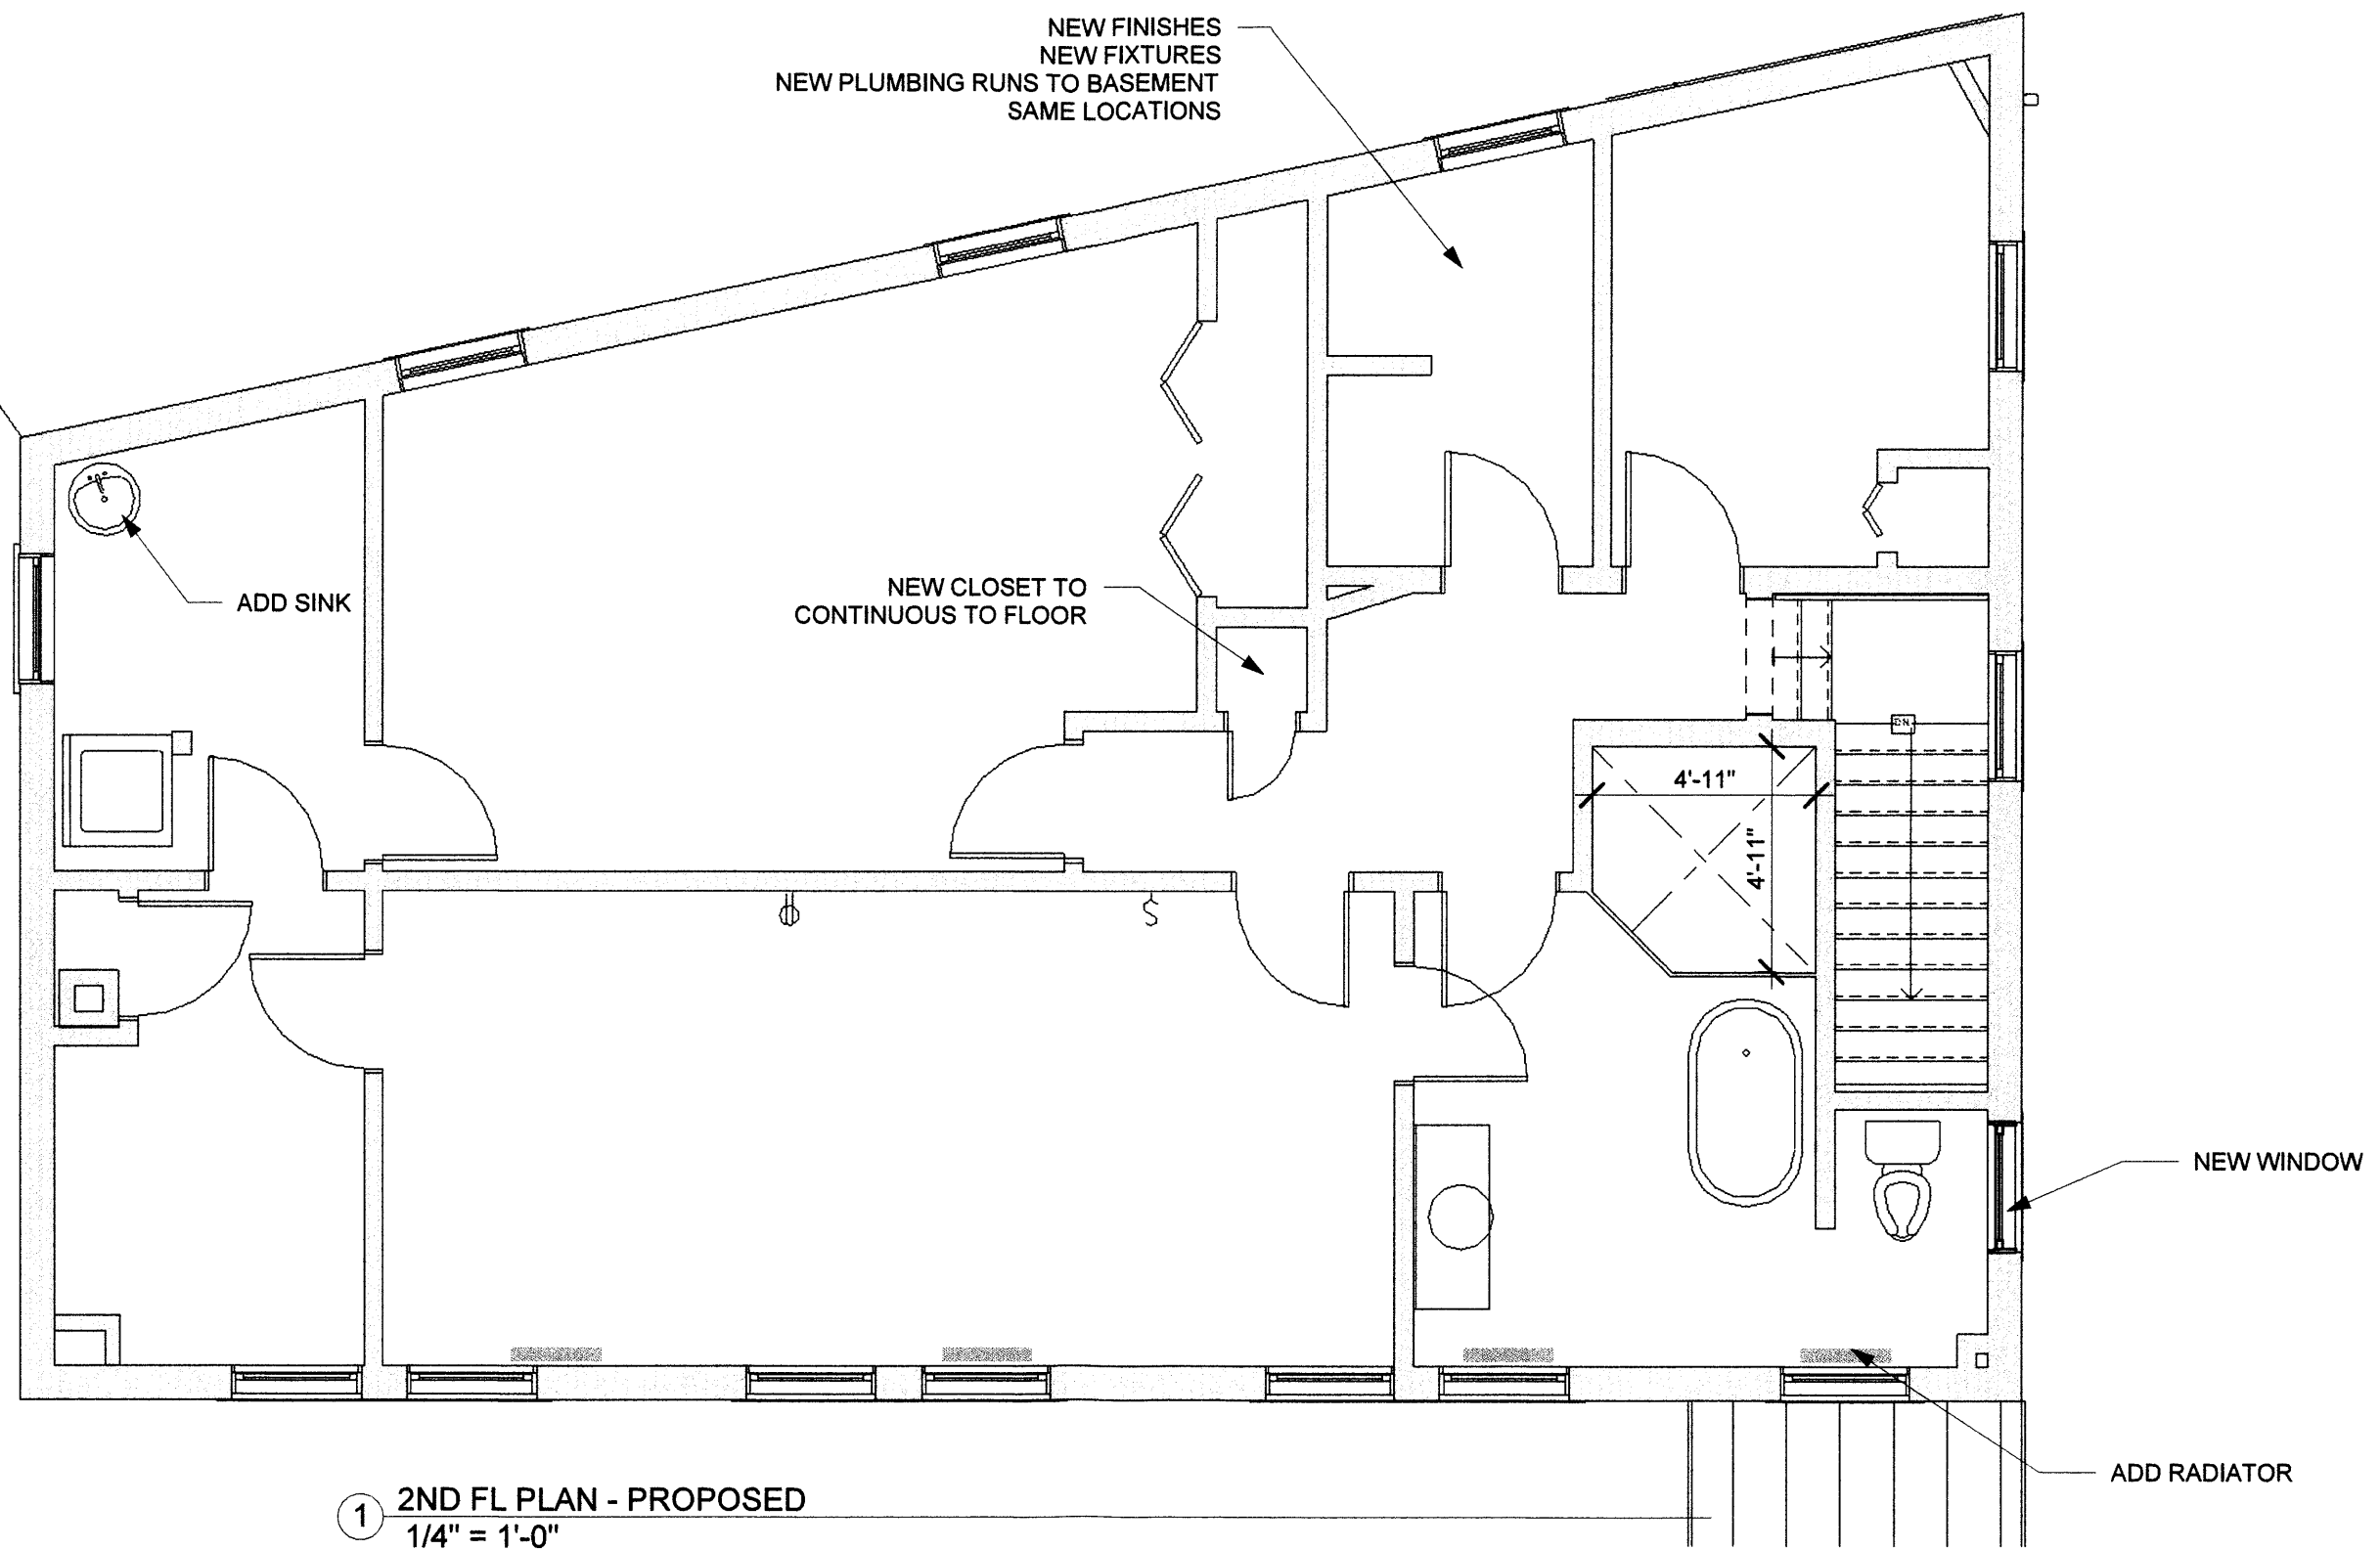 NEW FINISHES
NEW FIXTURES
NEW PLUMBING RUNS TO BASEMENT
SAME LOCATIONS
ADD SINK
NEW CLOSET TO
CONTINUOUS TO FLOOR
DN
4'-11"
4'-11"
S
NEW WINDOW
ADD RADIATOR
1
2ND FL PLAN - PROPOSED
1/4" = 1'-0"